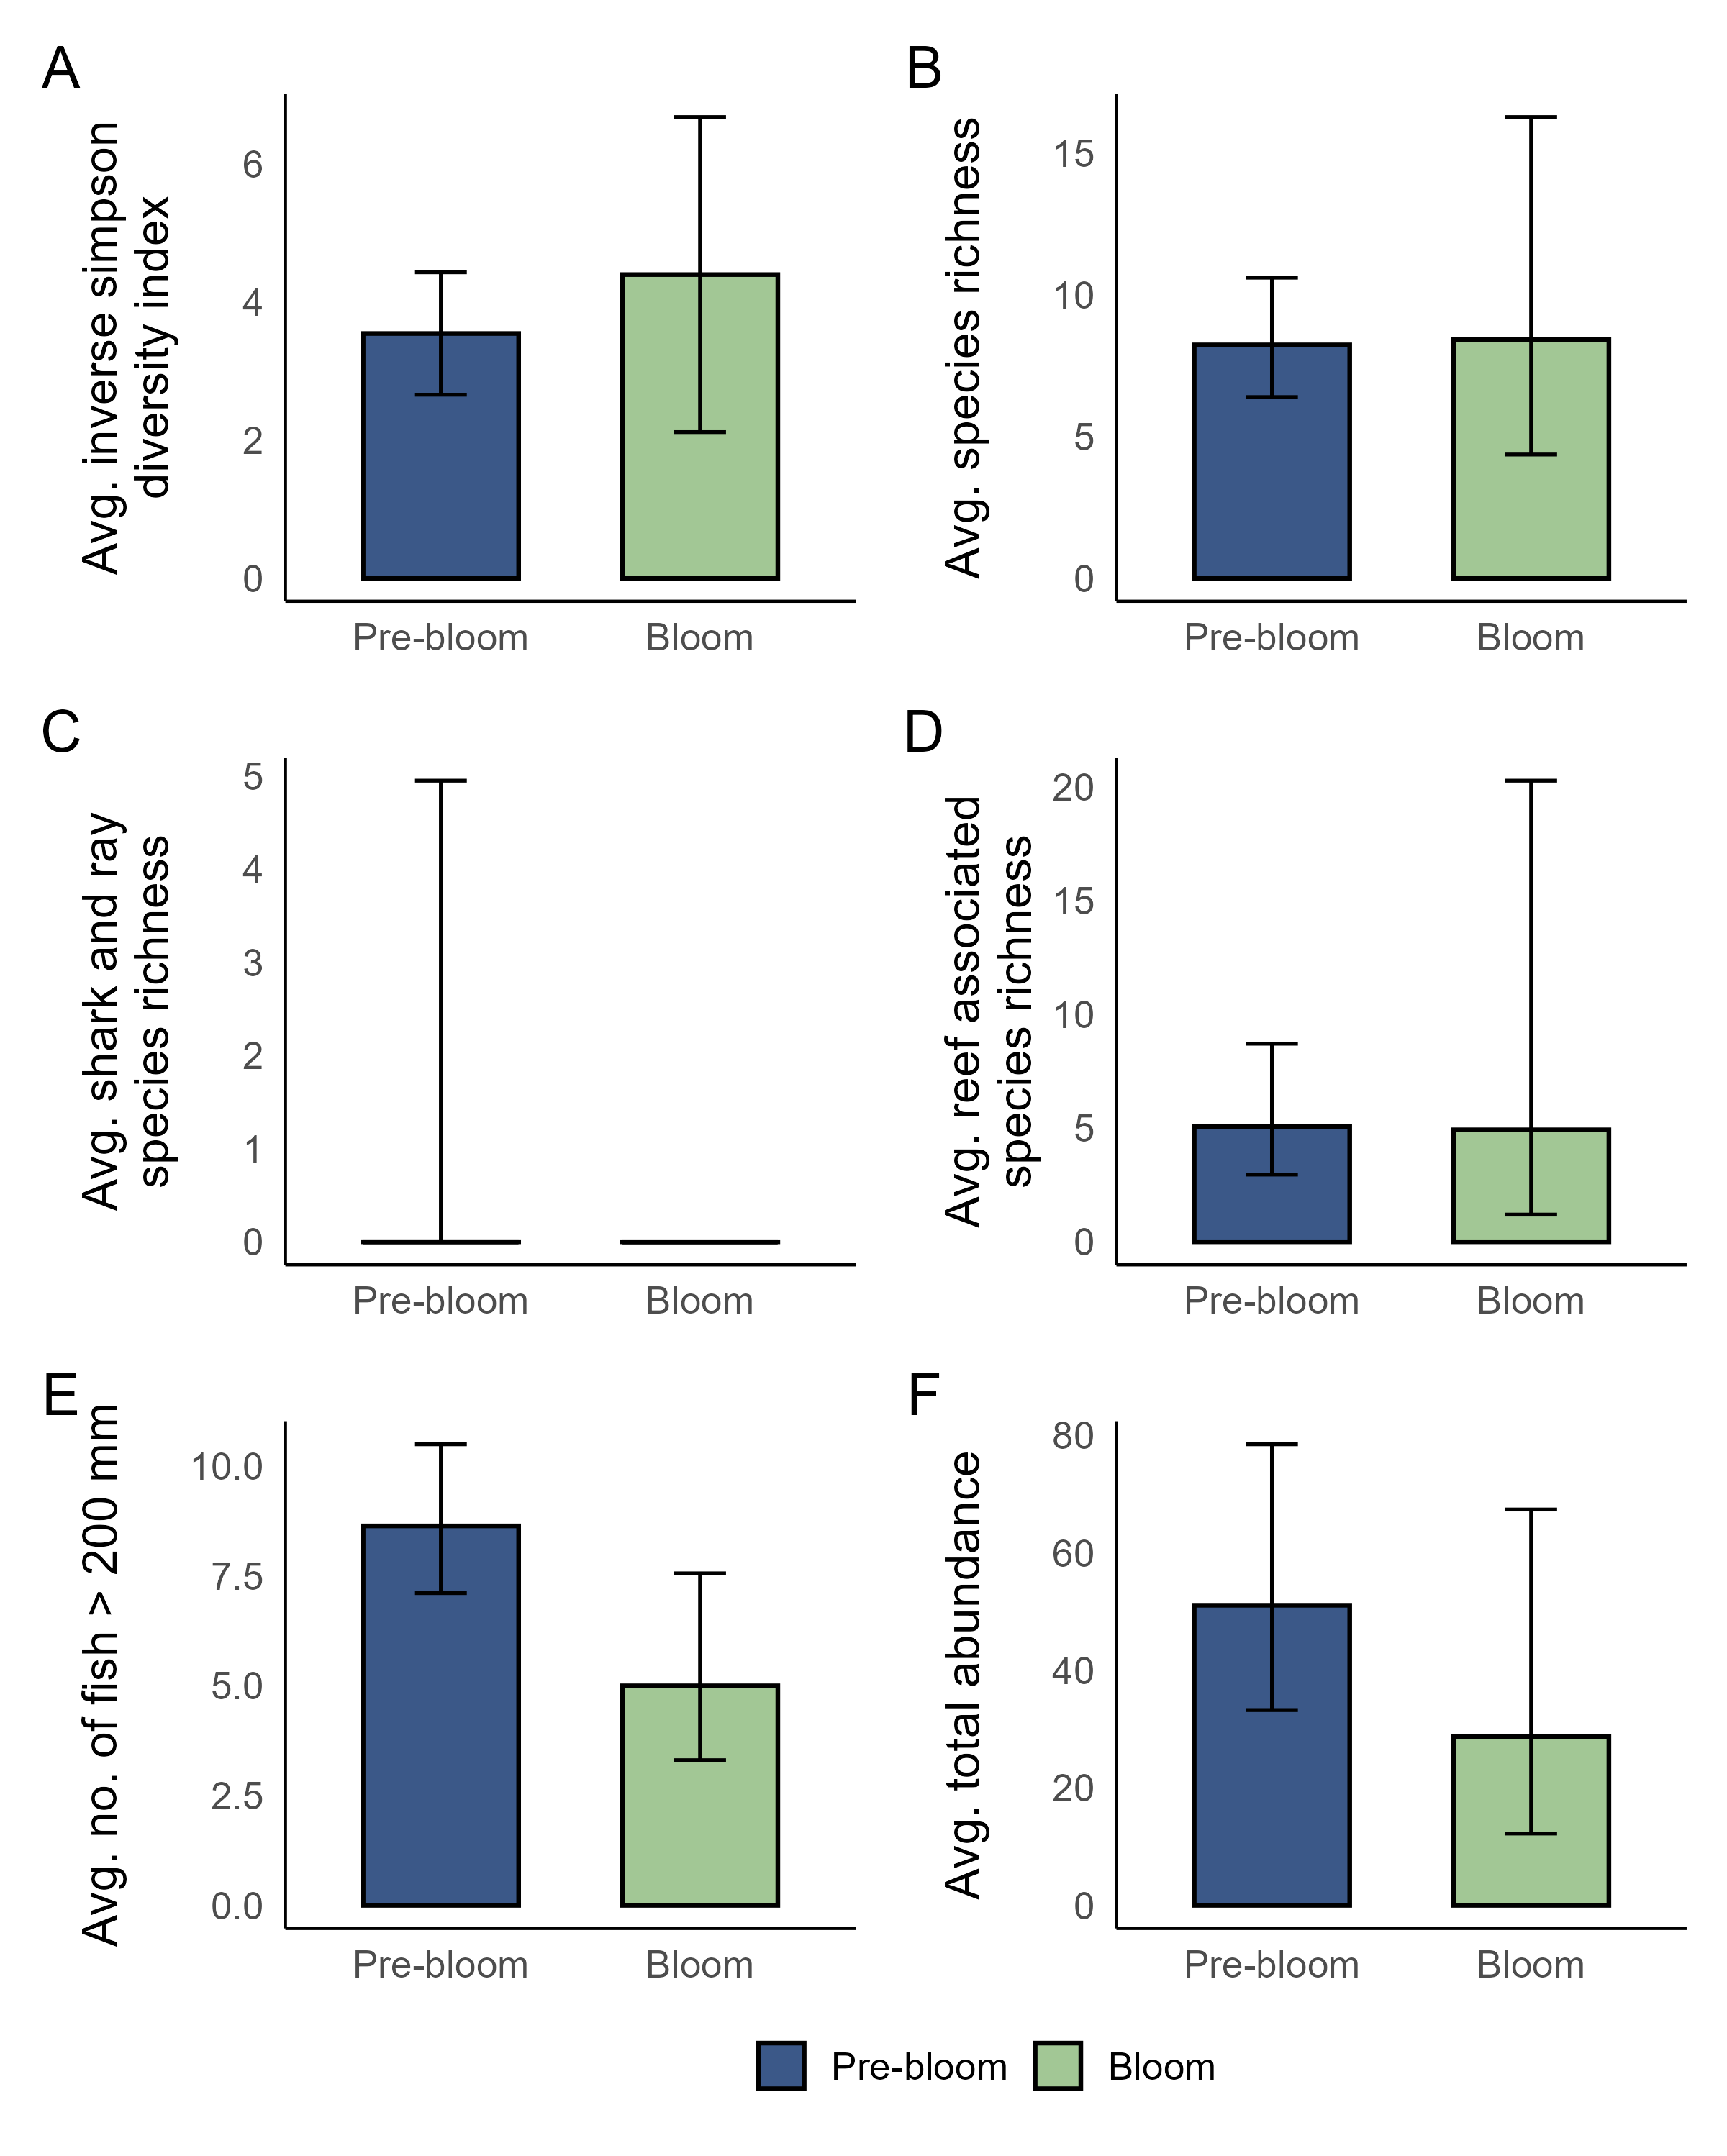 A
Avg. inverse simpson
diversity index
6
4
2
0
Pre-bloom
Bloom
B
Avg. species richness
15
10
5
0
Pre-bloom
Bloom
C
Avg. shark and ray
species richness
5
4
3
2
1
0
Pre-bloom
Bloom
D
Avg. reef associated
species richness
20
15
10
5
0
Pre-bloom
Bloom
E
Avg. no. of fish > 200 mm
10.0
7.5
5.0
2.5
0.0
Pre-bloom
Bloom
F
Avg. total abundance
80
60
40
20
0
Pre-bloom
Bloom
Pre-bloom
Bloom